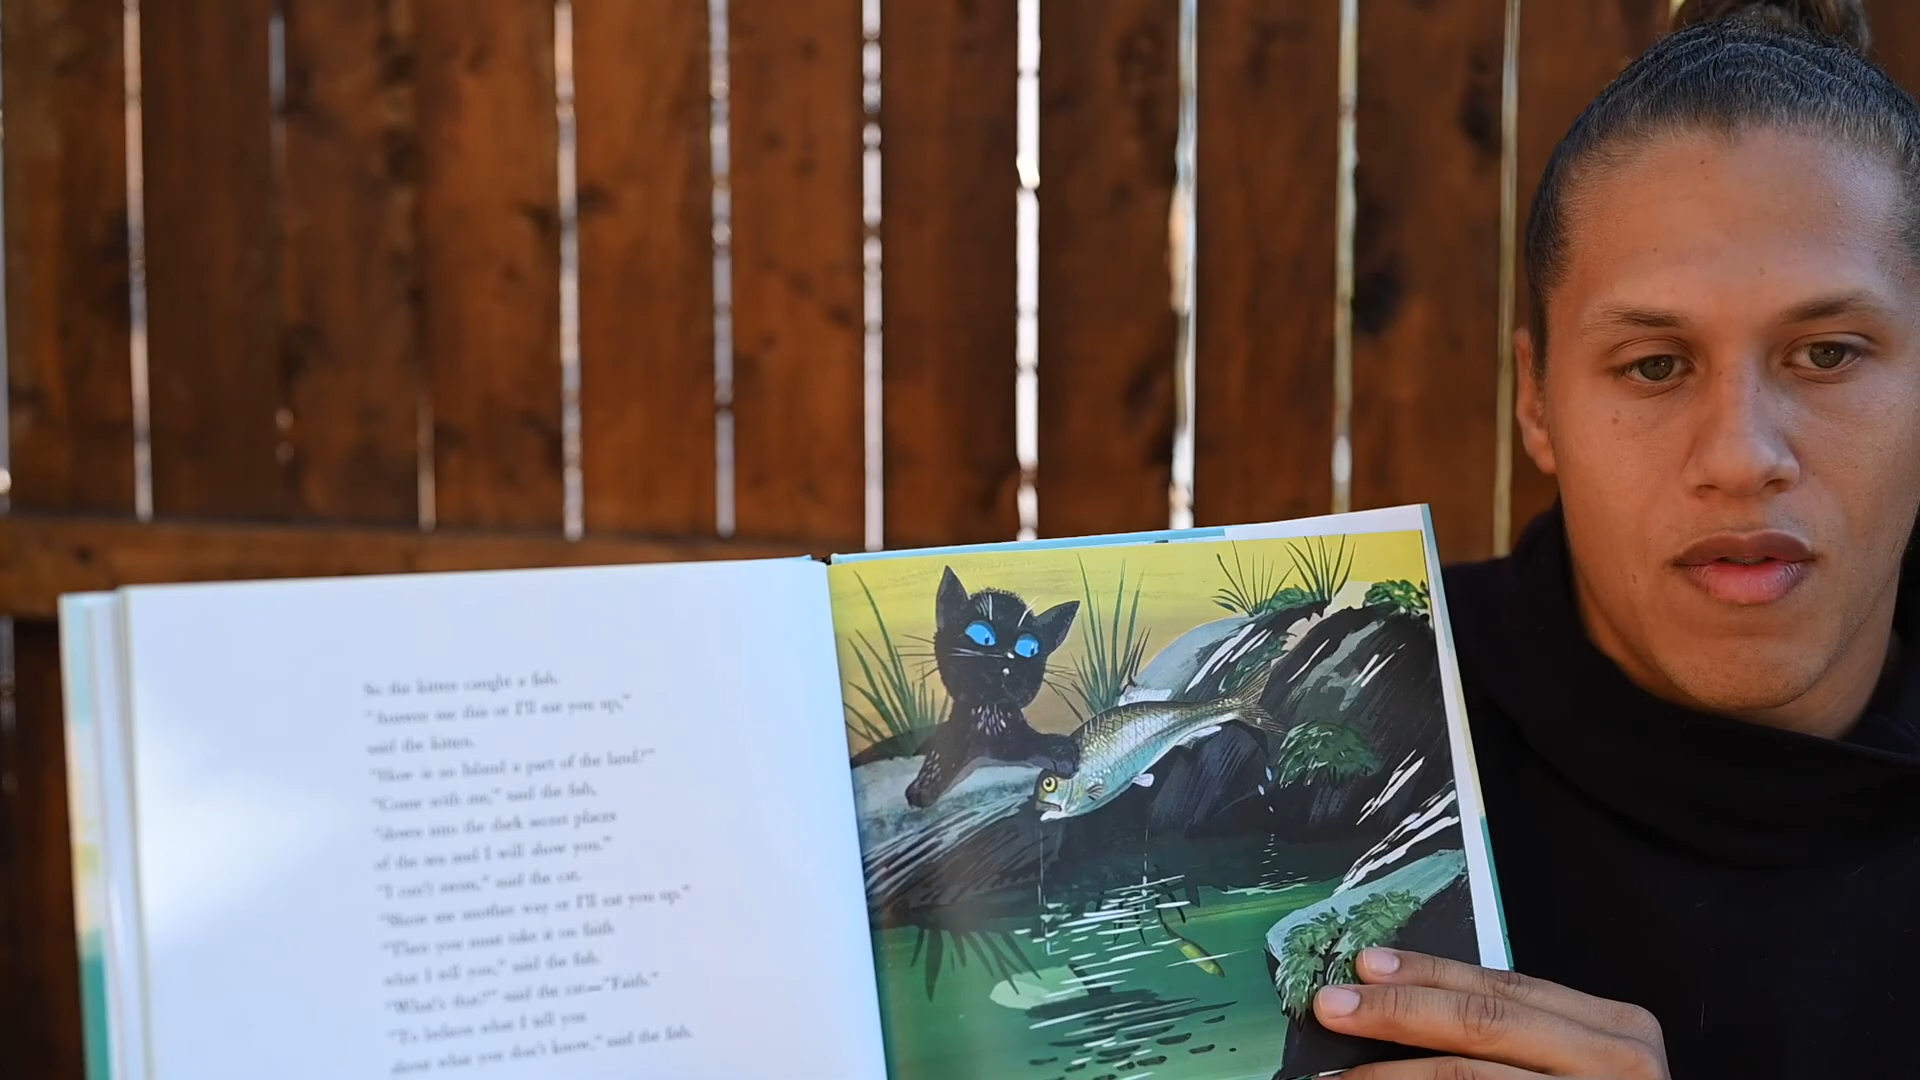 So the kitten caught a fish.
"Answer me this or I'll eat you up,"
said the kitten.
"How is an Island a part of the land?"
"Come with me," said the fish,
"down into the dark secret places
of the sea and I will show you."
"I can't swim," said the cat.
"Show me another way or I'll eat you up."
"Then you must take it on faith
what I tell you," said the fish.
"What's that?" said the cat—"Faith."
"To believe what I tell you
about what you don't know," said the fish.